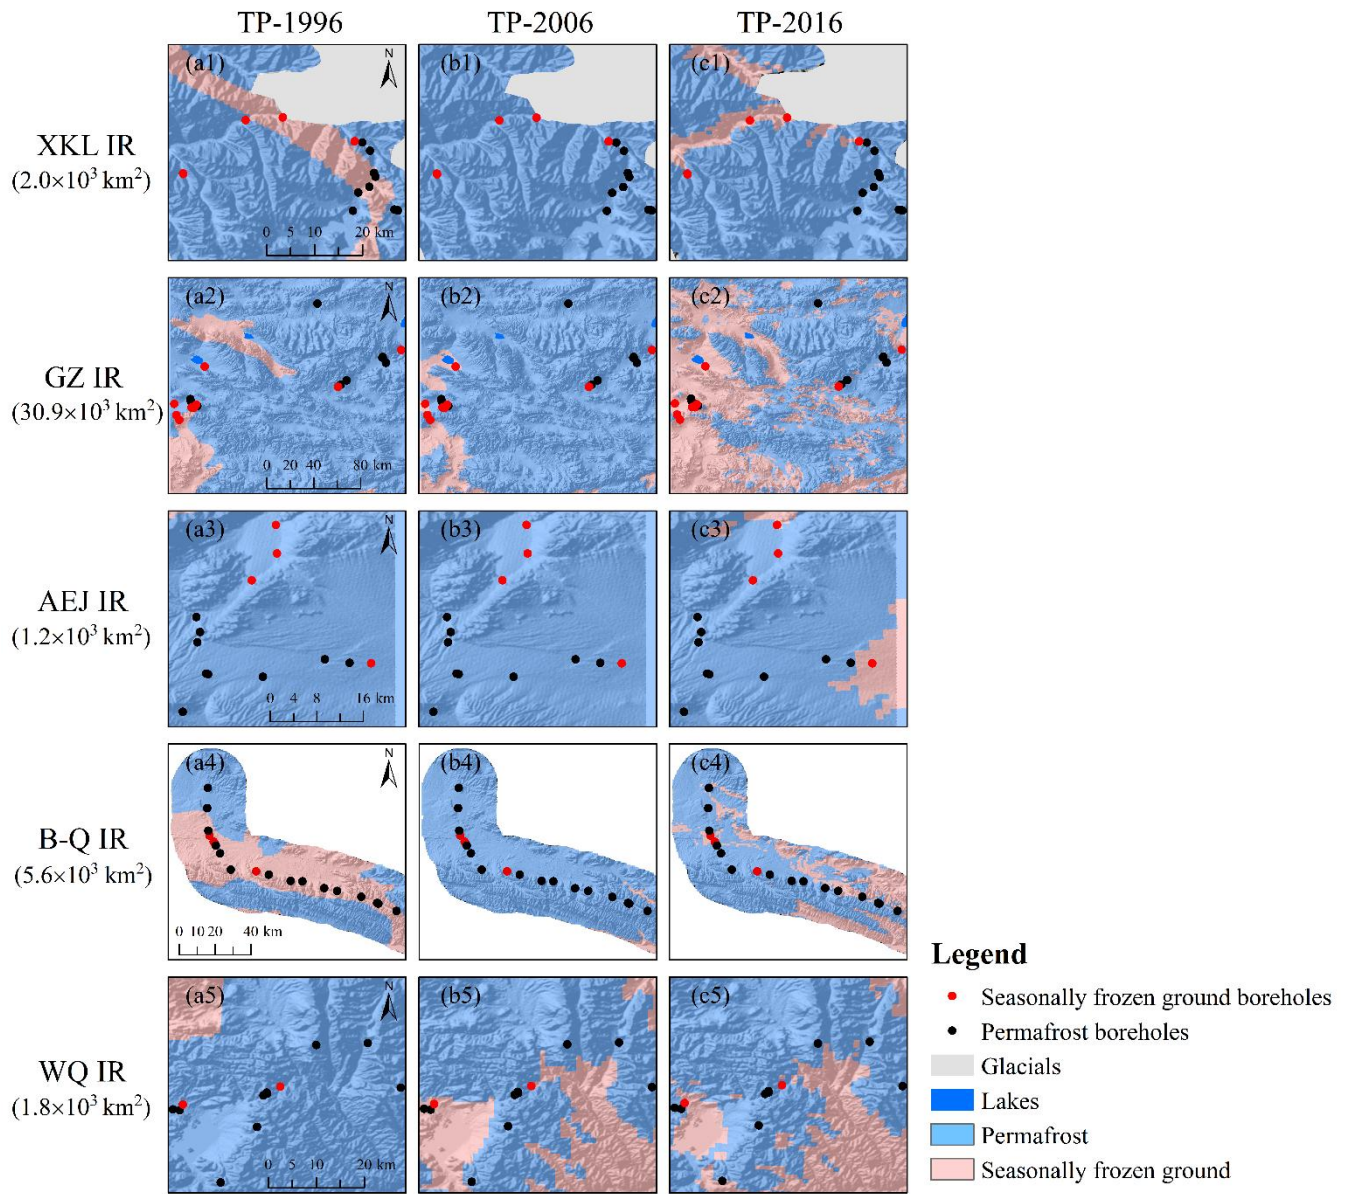 TP-1996 TP-2006 TP-2016
(a1) N (b1) (c1)
XKL IR
(2.0×10³ km²)
0 5 10 20 km
(a2) N (b2) (c2)
GZ IR
(30.9×10³ km²)
0 20 40 80 km
(a3) N (b3) (c3)
AEJ IR
(1.2×10³ km²)
0 4 8 16 km
(a4) N (b4) (c4)
B-Q IR
(5.6×10³ km²)
0 10 20 40 km
(a5) N (b5) (c5)
WQ IR
(1.8×10³ km²)
0 5 10 20 km
Legend
Seasonally frozen ground boreholes
Permafrost boreholes
Glacials
Lakes
Permafrost
Seasonally frozen ground